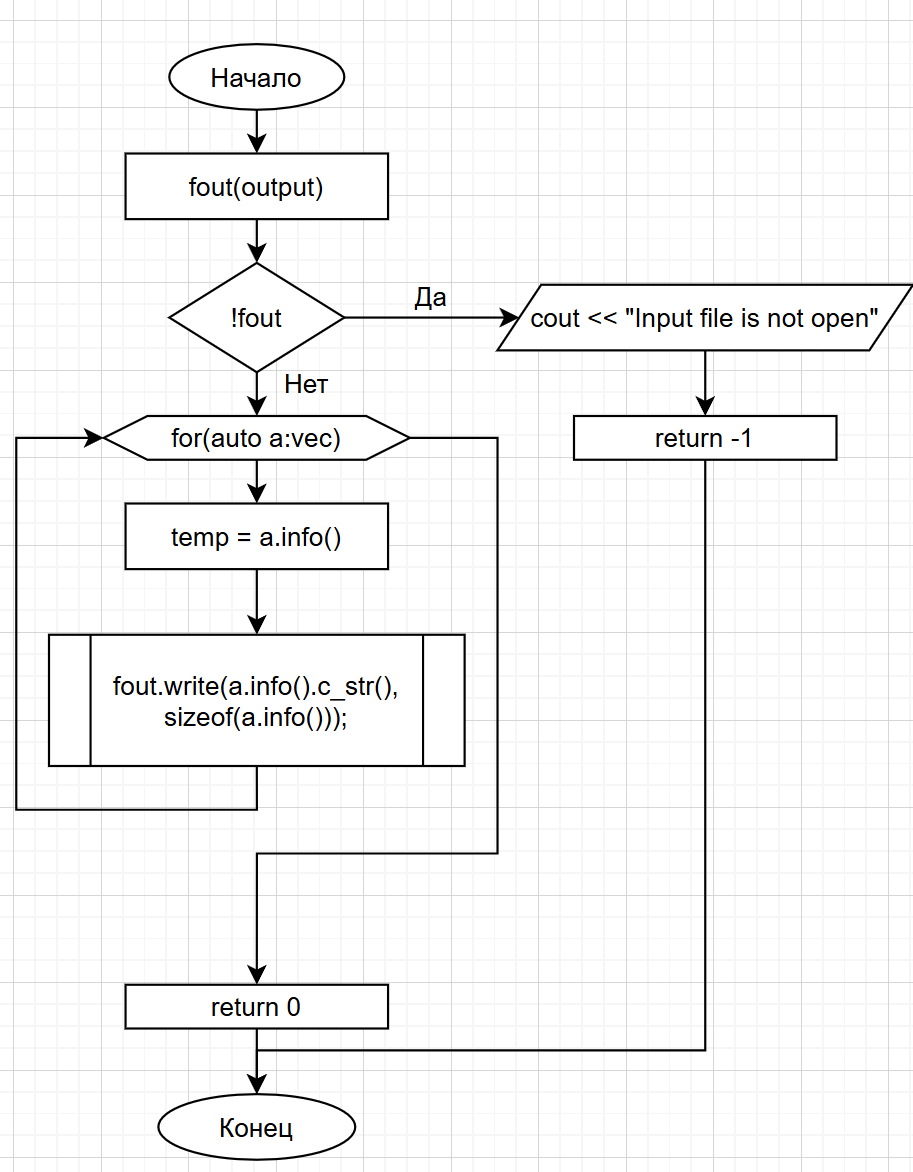 Начало
fout(output)
!fout
Да
cout << "Input file is not open"
Нет
return -1
for(auto a:vec)
temp = a.info()
fout.write(a.info().c_str(),
sizeof(a.info()));
return 0
Конец